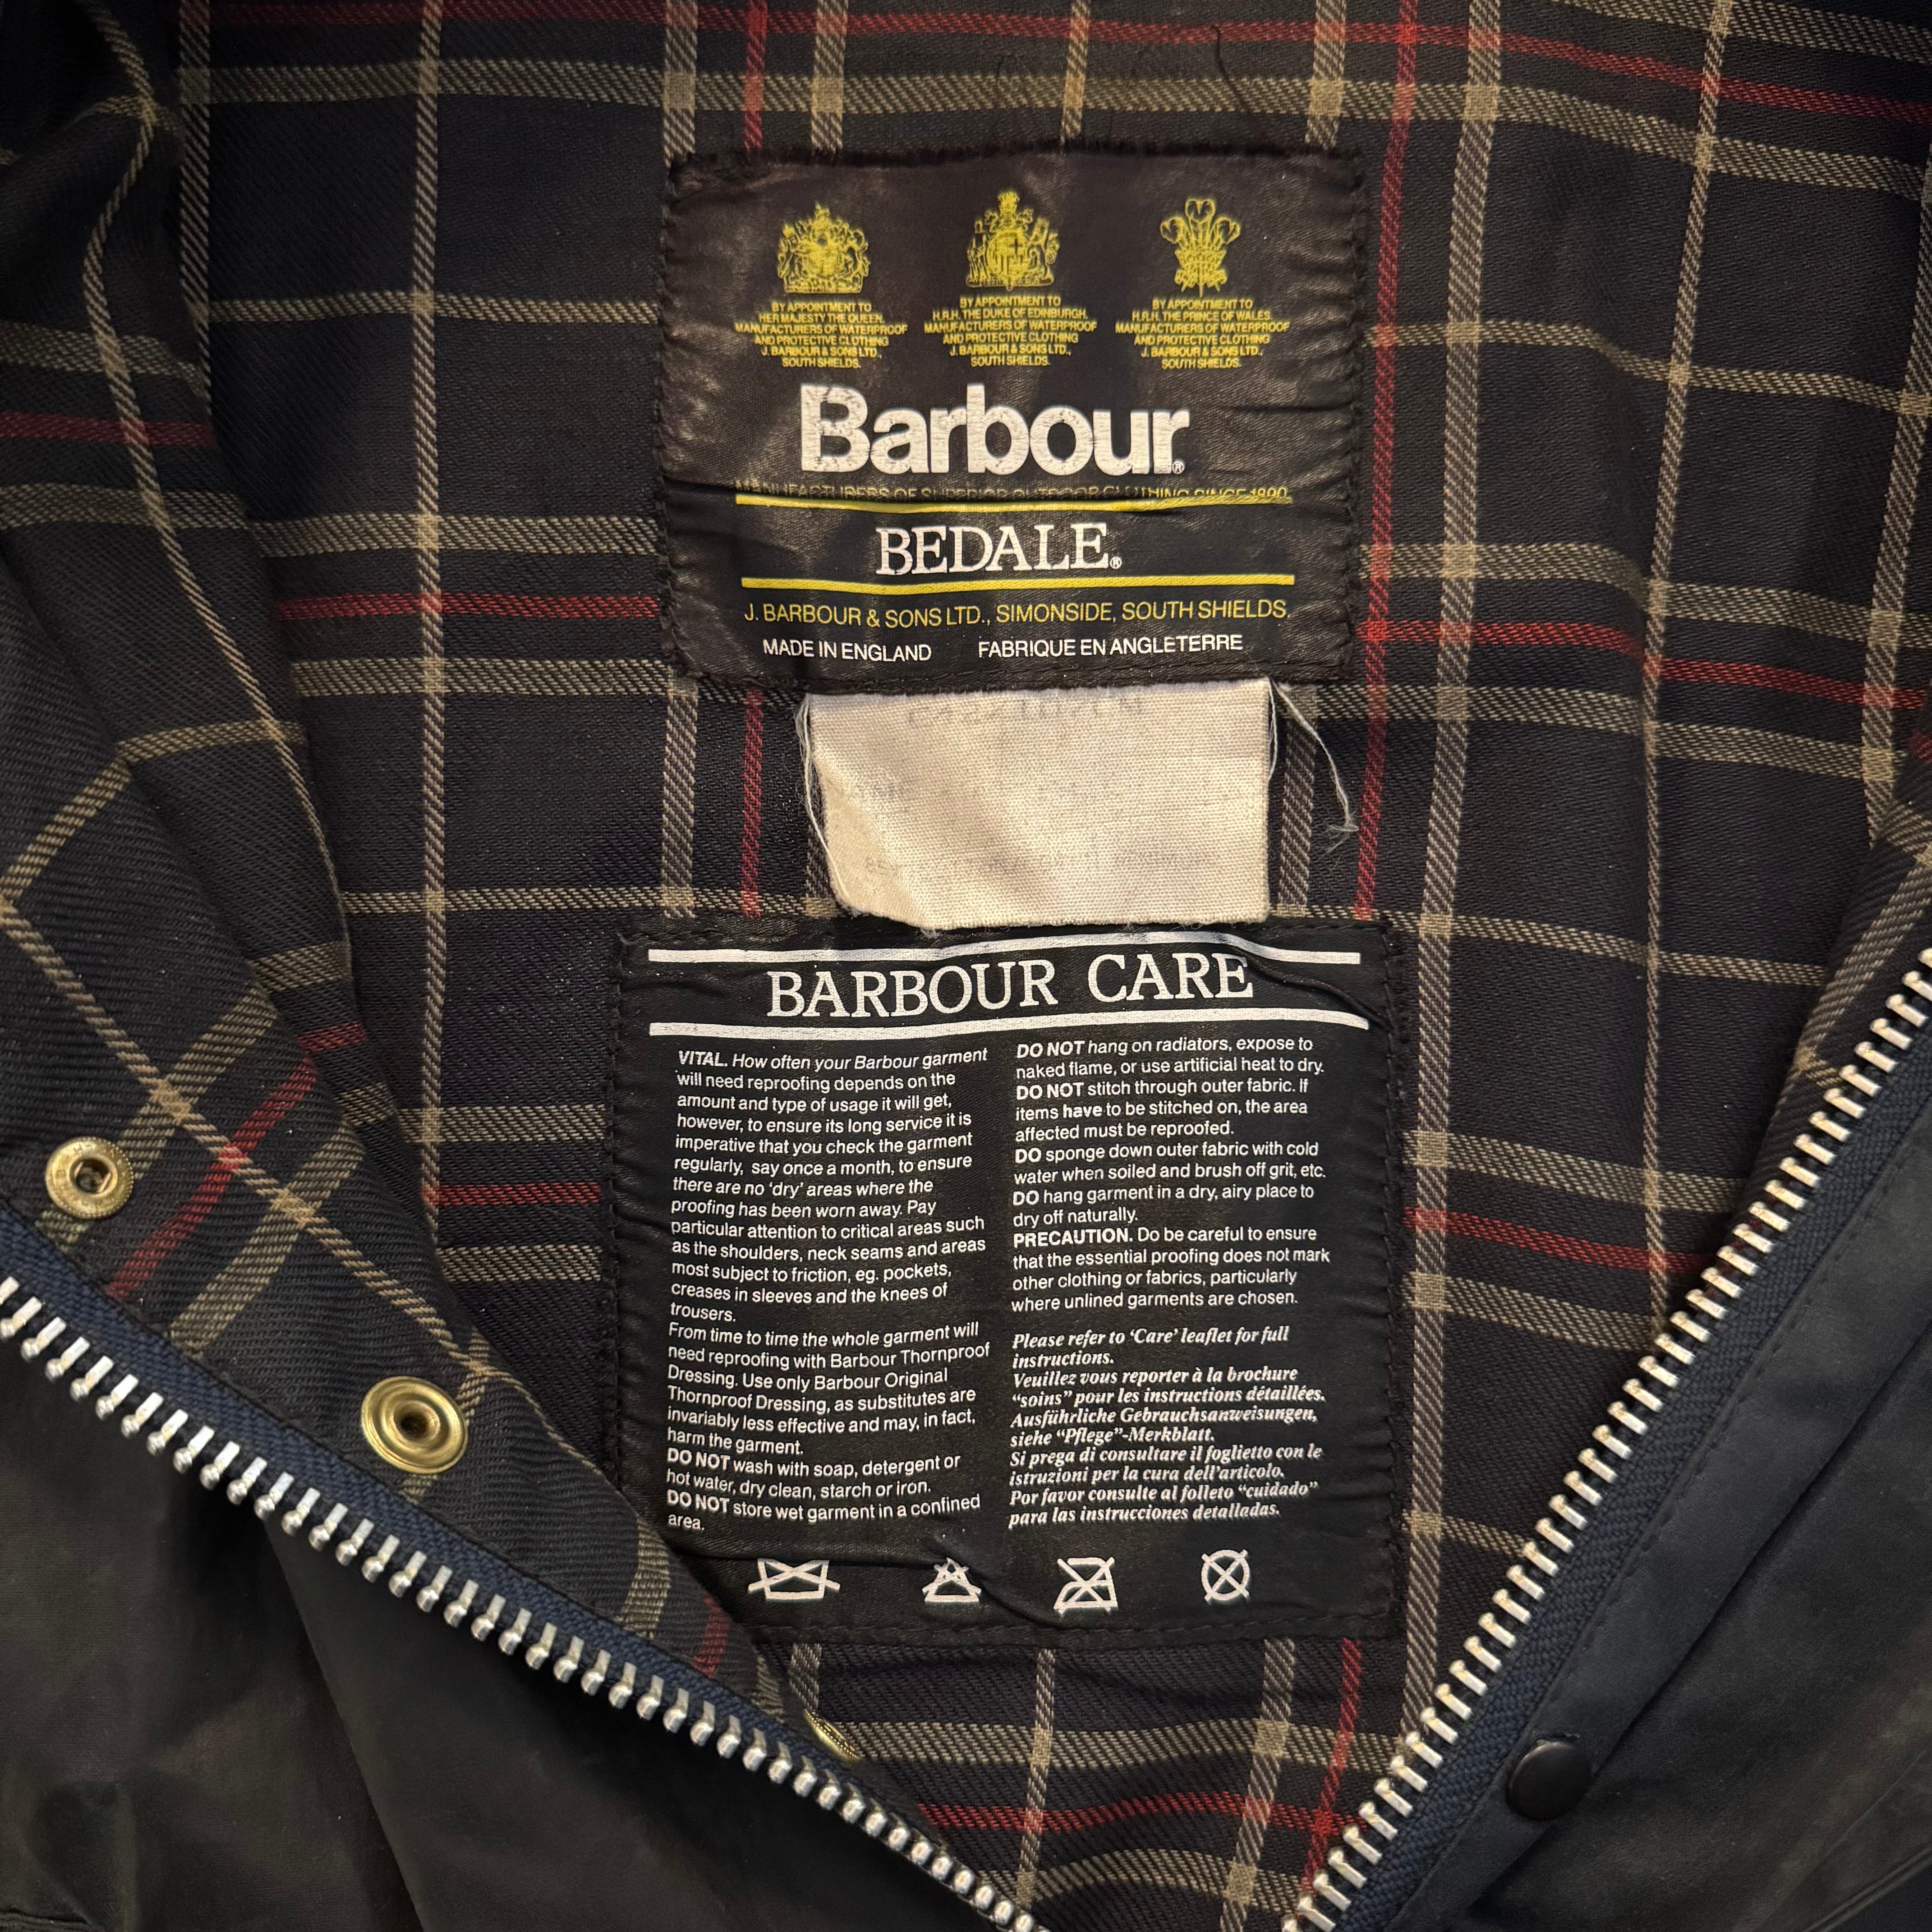 BY APPOINTMENT TO
HER MAJESTY THE QUEEN.
MANUFACTURERS OF WATERPROOF
AND PROTECTIVE CLOTHING
J. BARBOUR & SONS LTD.,
SOUTH SHIELDS.
BY APPOINTMENT TO
H.R.H. THE DUKE OF EDINBURGH.
MANUFACTURERS OF WATERPROOF
AND PROTECTIVE CLOTHING
J. BARBOUR & SONS LTD.,
SOUTH SHIELDS.
BY APPOINTMENT TO
H.R.H. THE PRINCE OF WALES.
MANUFACTURERS OF WATERPROOF
AND PROTECTIVE CLOTHING
J. BARBOUR & SONS LTD.,
SOUTH SHIELDS.
Barbour®
MANUFACTURERS OF SUPERIOR OUTDOOR CLOTHING SINCE 1890.
BEDALE®
J. BARBOUR & SONS LTD., SIMONSIDE, SOUTH SHIELDS.
MADE IN ENGLAND FABRIQUE EN ANGLETERRE
BARBOUR CARE
VITAL. How often your Barbour garment
will need reproofing depends on the
amount and type of usage it will get,
however, to ensure its long service it is
imperative that you check the garment
regularly, say once a month, to ensure
there are no 'dry' areas where the
proofing has been worn away. Pay
particular attention to critical areas such
as the shoulders, neck seams and areas
most subject to friction, eg. pockets,
creases in sleeves and the knees of
trousers.
From time to time the whole garment will
need reproofing with Barbour Thornproof
Dressing. Use only Barbour Original
Thornproof Dressing, as substitutes are
invariably less effective and may, in fact,
harm the garment.
DO NOT wash with soap, detergent or
hot water, dry clean, starch or iron.
DO NOT store wet garment in a confined
area.
DO NOT hang on radiators, expose to
naked flame, or use artificial heat to dry.
DO NOT stitch through outer fabric. If
items have to be stitched on, the area
affected must be reproofed.
DO sponge down outer fabric with cold
water when soiled and brush off grit, etc.
DO hang garment in a dry, airy place to
dry off naturally.
PRECAUTION. Do be careful to ensure
that the essential proofing does not mark
other clothing or fabrics, particularly
where unlined garments are chosen.
Please refer to 'Care' leaflet for full
instructions.
Veuillez vous reporter à la brochure
"soins" pour les instructions détaillées.
Ausführliche Gebrauchsanweisungen,
siehe "Pflege"-Merkblatt.
Si prega di consultare il foglietto con le
istruzioni per la cura dell'articolo.
Por favor consulte al folleto "cuidado"
para las instrucciones detalladas.